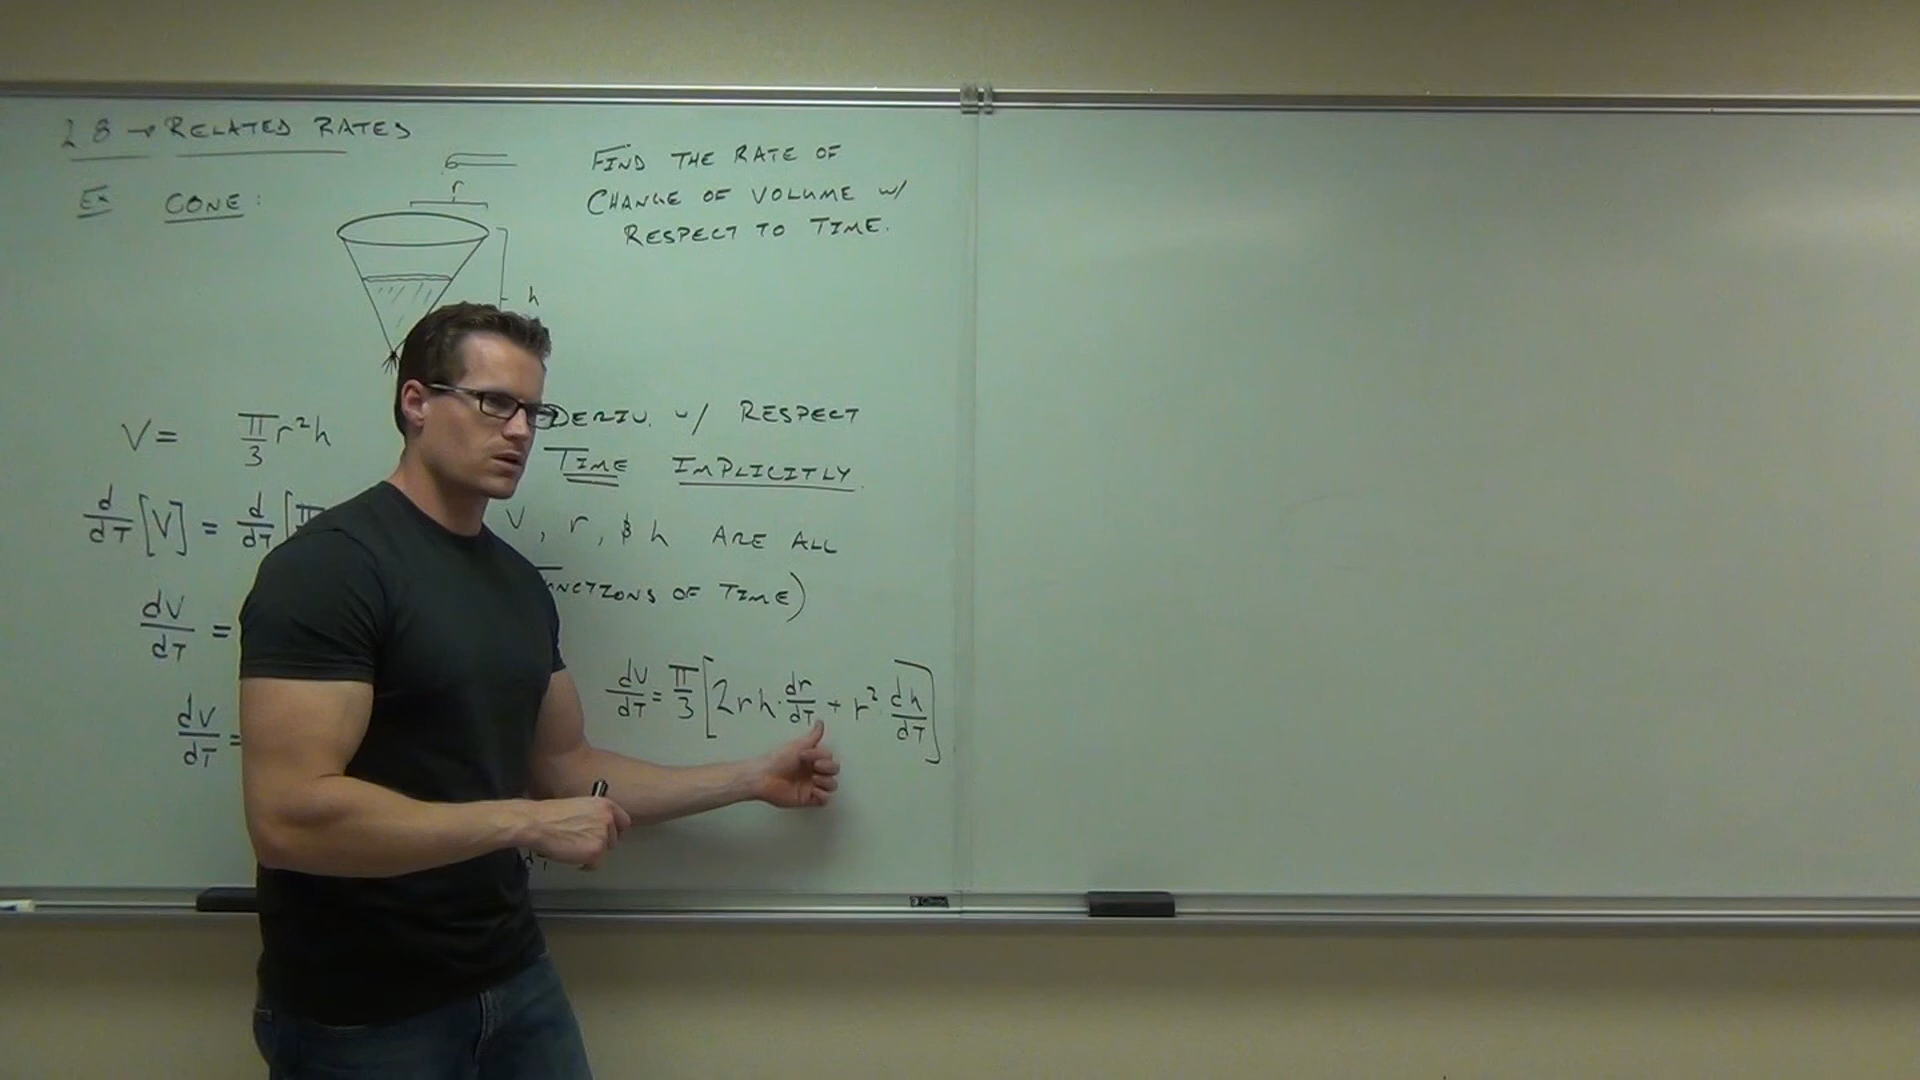 2.8 → RELATED RATES
EX CONE:
r
h
FIND THE RATE OF
CHANGE OF VOLUME w/
RESPECT TO TIME.
V = π/3 r²h
d/dT [V] = d/dT [π
dV/dT =
dV/dT =
DERIV. w/ RESPECT
TIME IMPLICITLY.
V, r, & h ARE ALL
FUNCTIONS OF TIME)
dV/dT = π/3 [2rh · dr/dT + r² · dh/dT]